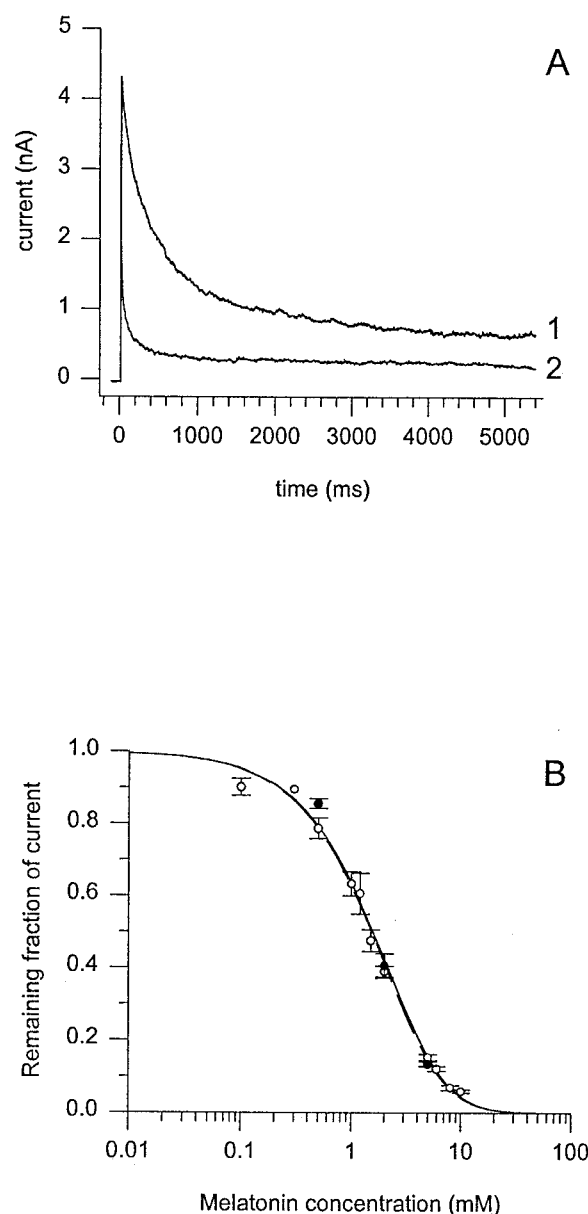 A
5
4
3
2
1
0
current (nA)
1
2
0 1000 2000 3000 4000 5000
time (ms)
B
1.0
0.8
0.6
0.4
0.2
0.0
Remaining fraction of current
0.01 0.1 1 10 100
Melatonin concentration (mM)